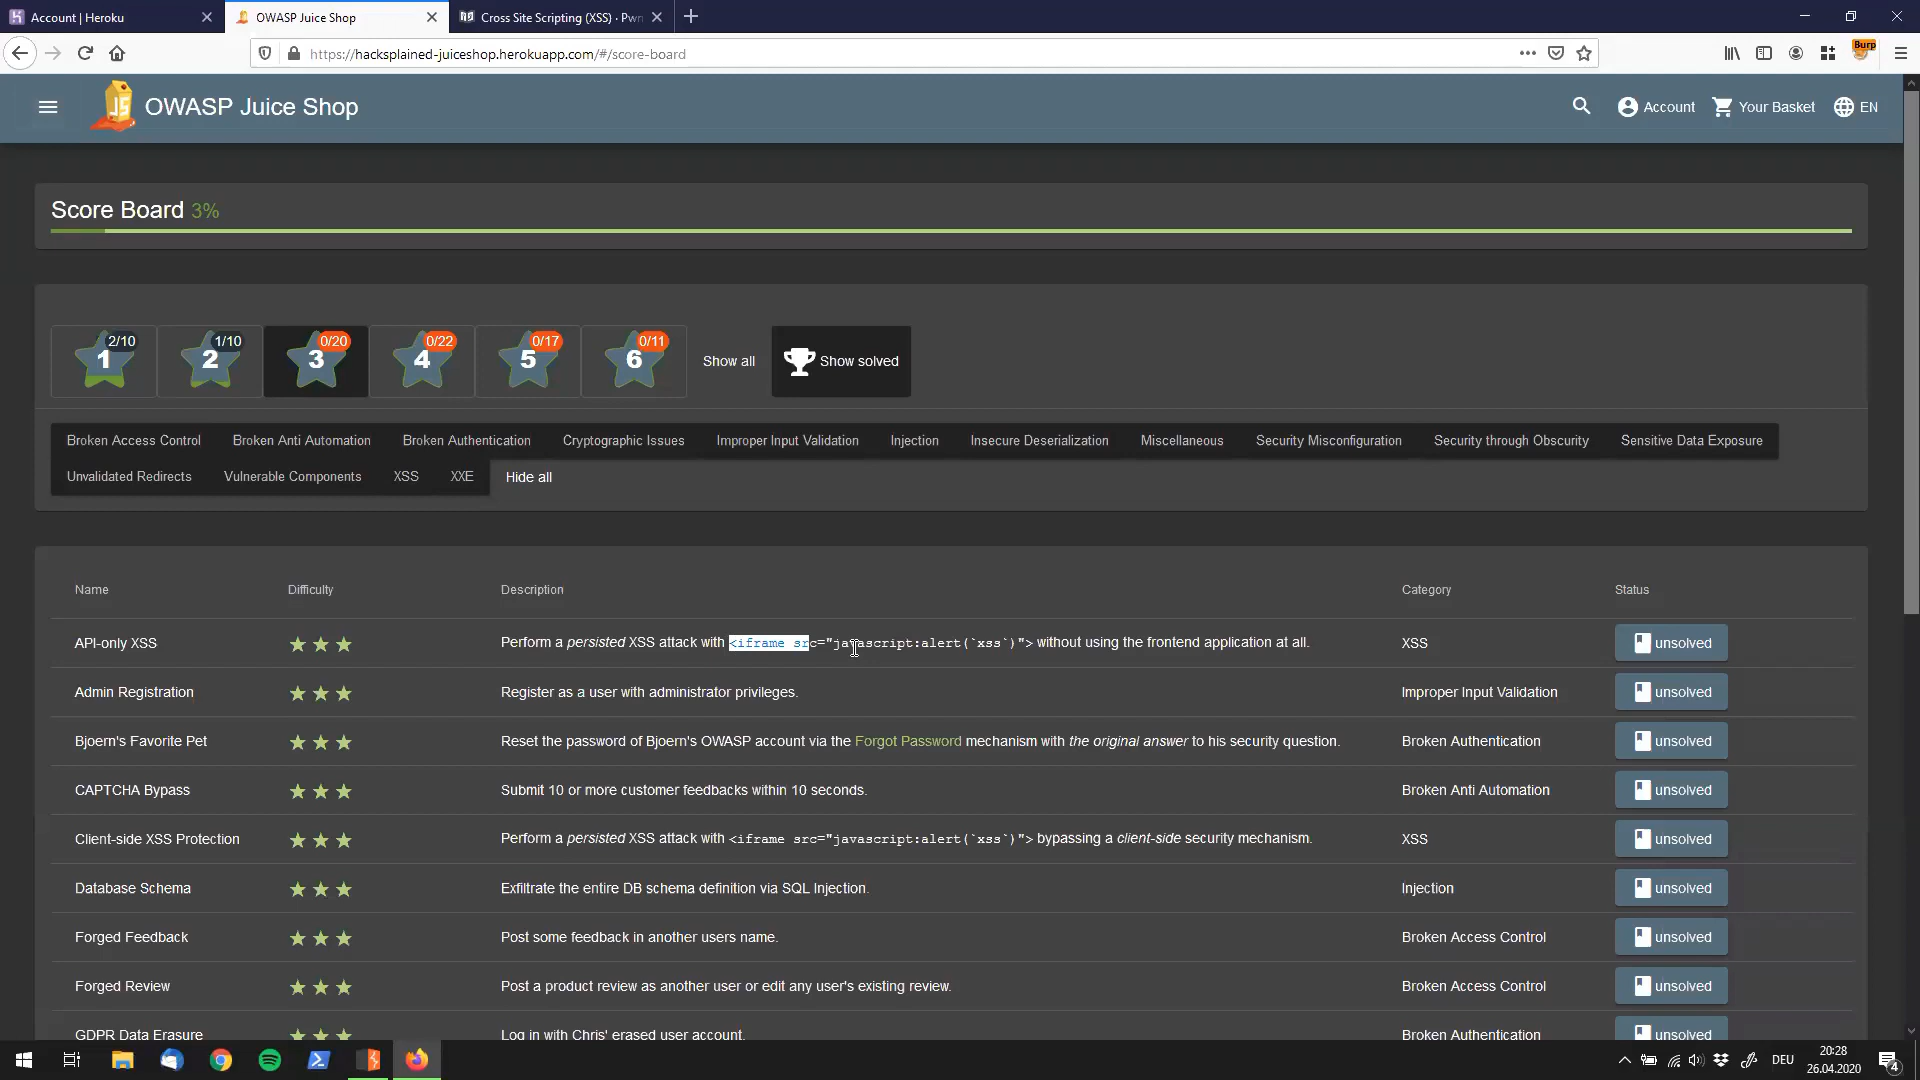 Account | Heroku
OWASP Juice Shop
Cross Site Scripting (XSS) · Pwn
https://hacksplained-juiceshop.herokuapp.com/#/score-board
Burp
OWASP Juice Shop
Account
Your Basket
EN
Score Board 3%
1 2/10
2 1/10
3 0/20
4 0/22
5 0/17
6 0/11
Show all
Show solved
Broken Access Control Broken Anti Automation Broken Authentication Cryptographic Issues Improper Input Validation Injection Insecure Deserialization Miscellaneous Security Misconfiguration Security through Obscurity Sensitive Data Exposure
Unvalidated Redirects Vulnerable Components XSS XXE Hide all
Name Difficulty Description Category Status
API-only XSS Perform a persisted XSS attack with <iframe src="javascript:alert(`xss`)"> without using the frontend application at all. XSS unsolved
Admin Registration Register as a user with administrator privileges. Improper Input Validation unsolved
Bjoern's Favorite Pet Reset the password of Bjoern's OWASP account via the Forgot Password mechanism with the original answer to his security question. Broken Authentication unsolved
CAPTCHA Bypass Submit 10 or more customer feedbacks within 10 seconds. Broken Anti Automation unsolved
Client-side XSS Protection Perform a persisted XSS attack with <iframe src="javascript:alert(`xss`)"> bypassing a client-side security mechanism. XSS unsolved
Database Schema Exfiltrate the entire DB schema definition via SQL Injection. Injection unsolved
Forged Feedback Post some feedback in another users name. Broken Access Control unsolved
Forged Review Post a product review as another user or edit any user's existing review. Broken Access Control unsolved
GDPR Data Erasure Log in with Chris' erased user account. Broken Authentication unsolved
DEU
20:28
26.04.2020
4